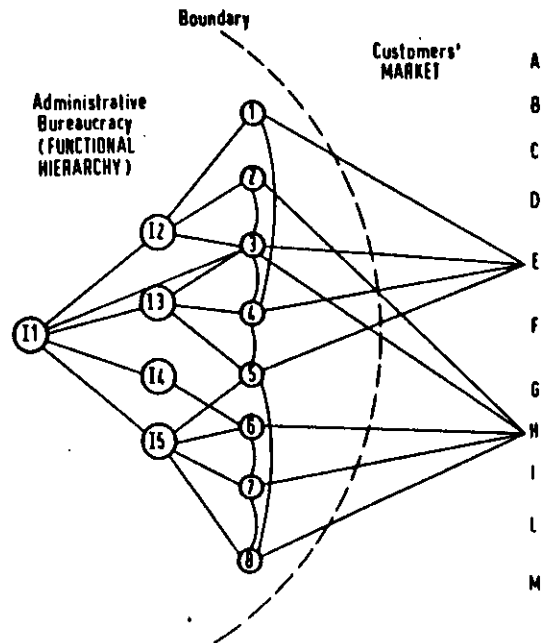 Boundary
Customers'
MARKET
Administrative
Bureaucracy
(FUNCTIONAL
HIERARCHY)
A
B
C
D
E
F
G
H
I
L
M
I1
I2
I3
I4
I5
1
2
3
4
5
6
7
8